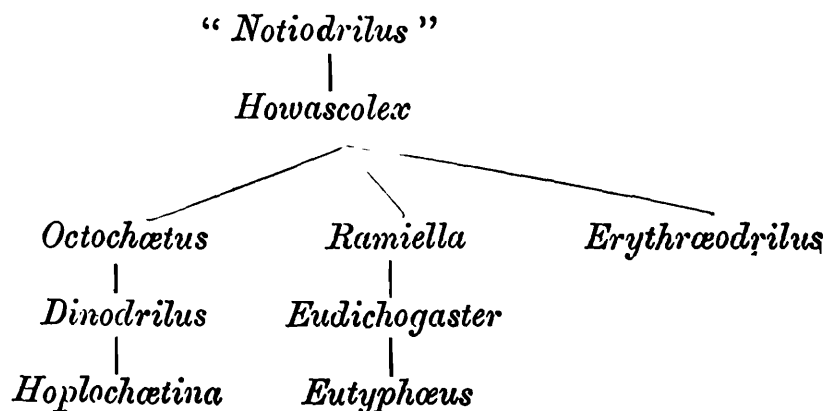 “ Notiodrilus ”
Howascolex
Octochætus Ramiella Erythræodrilus
Dinodrilus Eudichogaster
Hoplochætina Eutyphœus